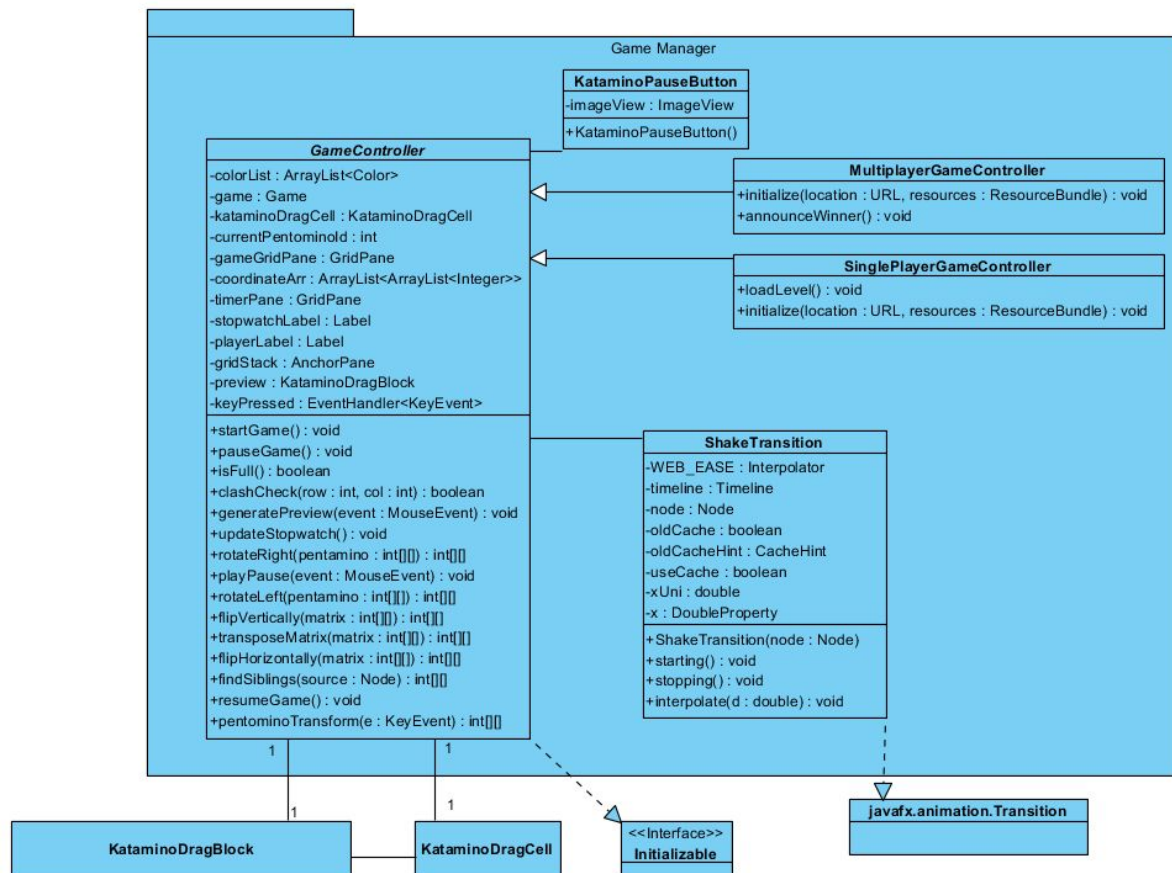 Game Manager
KataminoPauseButton
-imageView : ImageView
+KataminoPauseButton()
GameController
-colorList : ArrayList<Color>
-game : Game
-kataminoDragCell : KataminoDragCell
-currentPentominoId : int
-gameGridPane : GridPane
-coordinateArr : ArrayList<ArrayList<Integer>>
-timerPane : GridPane
-stopwatchLabel : Label
-playerLabel : Label
-gridStack : AnchorPane
-preview : KataminoDragBlock
-keyPressed : EventHandler<KeyEvent>
+startGame() : void
+pauseGame() : void
+isFull() : boolean
+clashCheck(row : int, col : int) : boolean
+generatePreview(event : MouseEvent) : void
+updateStopwatch() : void
+rotateRight(pentamino : int[][]) : int[][]
+playPause(event : MouseEvent) : void
+rotateLeft(pentamino : int[][]) : int[][]
+flipVertically(matrix : int[][]) : int[][]
+transposeMatrix(matrix : int[][]) : int[][]
+flipHorizontally(matrix : int[][]) : int[][]
+findSiblings(source : Node) : int[][]
+resumeGame() : void
+pentominoTransform(e : KeyEvent) : int[][]
MultiplayerGameController
+initialize(location : URL, resources : ResourceBundle) : void
+announceWinner() : void
SinglePlayerGameController
+loadLevel() : void
+initialize(location : URL, resources : ResourceBundle) : void
ShakeTransition
-WEB_EASE : Interpolator
-timeline : Timeline
-node : Node
-oldCache : boolean
-oldCacheHint : CacheHint
-useCache : boolean
-xUni : double
-x : DoubleProperty
+ShakeTransition(node : Node)
+starting() : void
+stopping() : void
+interpolate(d : double) : void
1
1
1
1
KataminoDragBlock
KataminoDragCell
<<Interface>>
Initializable
javafx.animation.Transition